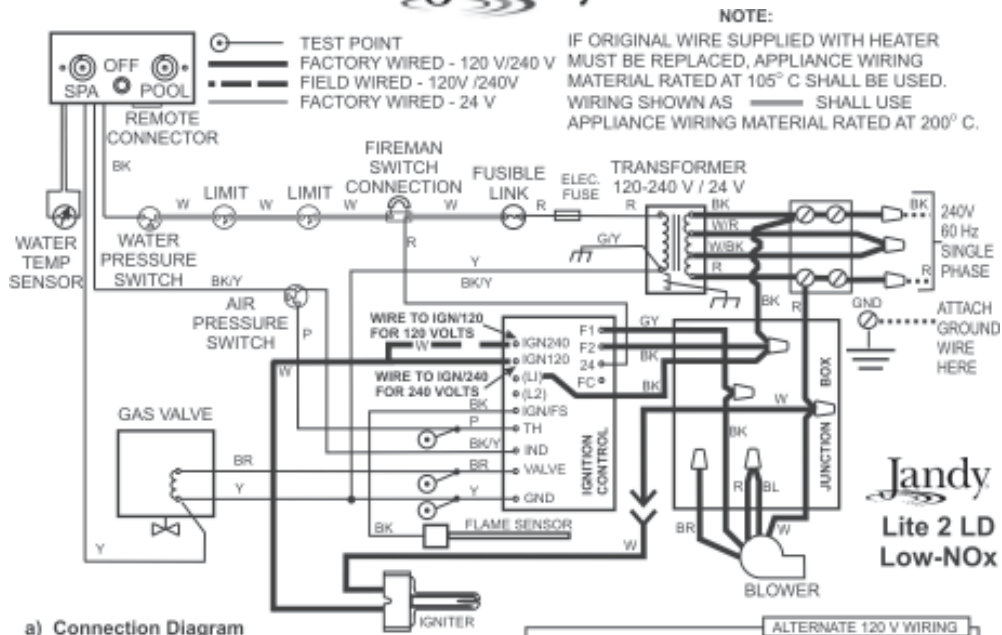 NOTE:
IF ORIGINAL WIRE SUPPLIED WITH HEATER
MUST BE REPLACED, APPLIANCE WIRING
MATERIAL RATED AT 105° C SHALL BE USED.
WIRING SHOWN AS SHALL USE
APPLIANCE WIRING MATERIAL RATED AT 200° C.
TEST POINT
FACTORY WIRED - 120 V/240 V
FIELD WIRED - 120V /240V
FACTORY WIRED - 24 V
OFF
SPA
POOL
REMOTE
CONNECTOR
BK
FIREMAN
SWITCH
CONNECTION
FUSIBLE
LINK
ELEC.
FUSE
TRANSFORMER
120-240 V / 24 V
W
LIMIT
W
LIMIT
W
W
R
R
BK
W/R
W/BK
R
G/Y
BK
240V
60 Hz
SINGLE
PHASE
R
WATER
TEMP
SENSOR
WATER
PRESSURE
SWITCH
R
Y
BK/Y
BK/Y
AIR
PRESSURE
SWITCH
P
BK
R
GND
ATTACH
GROUND
WIRE
HERE
WIRE TO IGN/120
FOR 120 VOLTS
W
WIRE TO IGN/240
FOR 240 VOLTS
W
IGN240
IGN120
(LI)
(L2)
IGN/FS
TH
IND
VALVE
GND
F1
F2
24
FC
IGNITION
CONTROL
GY
BK
BK
BK
P
BK/Y
BR
Y
W
BK
JUNCTION BOX
GAS VALVE
BR
Y
Y
BK
FLAME SENSOR
R
BL
BR
W
W
BLOWER
IGNITER
Jandy
Lite 2 LD
Low-NOx
a) Connection Diagram
ALTERNATE 120 V WIRING